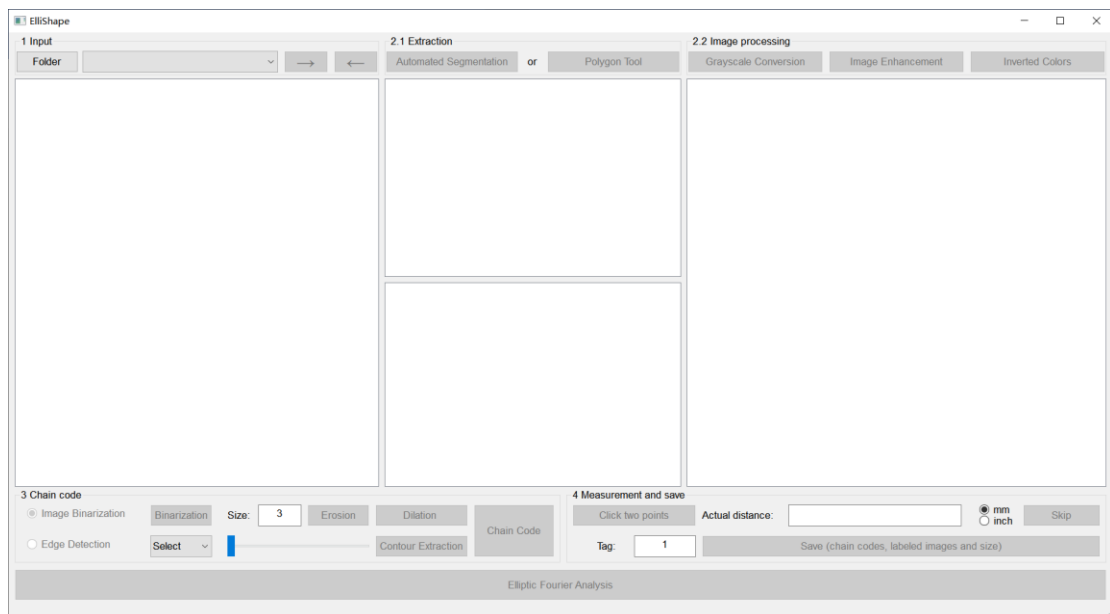 ElliShape
1 Input
Folder
→ ←
2.1 Extraction
Automated Segmentation or Polygon Tool
2.2 Image processing
Grayscale Conversion Image Enhancement Inverted Colors
3 Chain code
Image Binarization Binarization Size: 3 Erosion Dilation
Chain Code
Edge Detection Select Contour Extraction
4 Measurement and save
Click two points Actual distance: mm
inch
Skip
Tag: 1 Save (chain codes, labeled images and size)
Elliptic Fourier Analysis